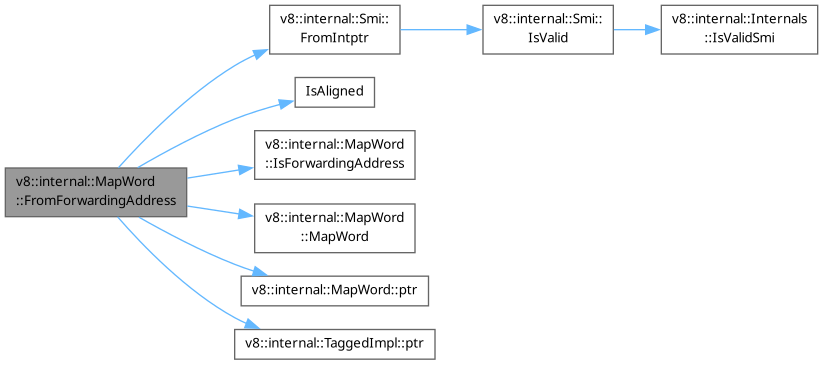 v8::internal::Smi::
FromIntptr
v8::internal::Smi::
IsValid
v8::internal::Internals
::IsValidSmi
IsAligned
v8::internal::MapWord
::IsForwardingAddress
v8::internal::MapWord
::FromForwardingAddress
v8::internal::MapWord
::MapWord
v8::internal::MapWord::ptr
v8::internal::TaggedImpl::ptr